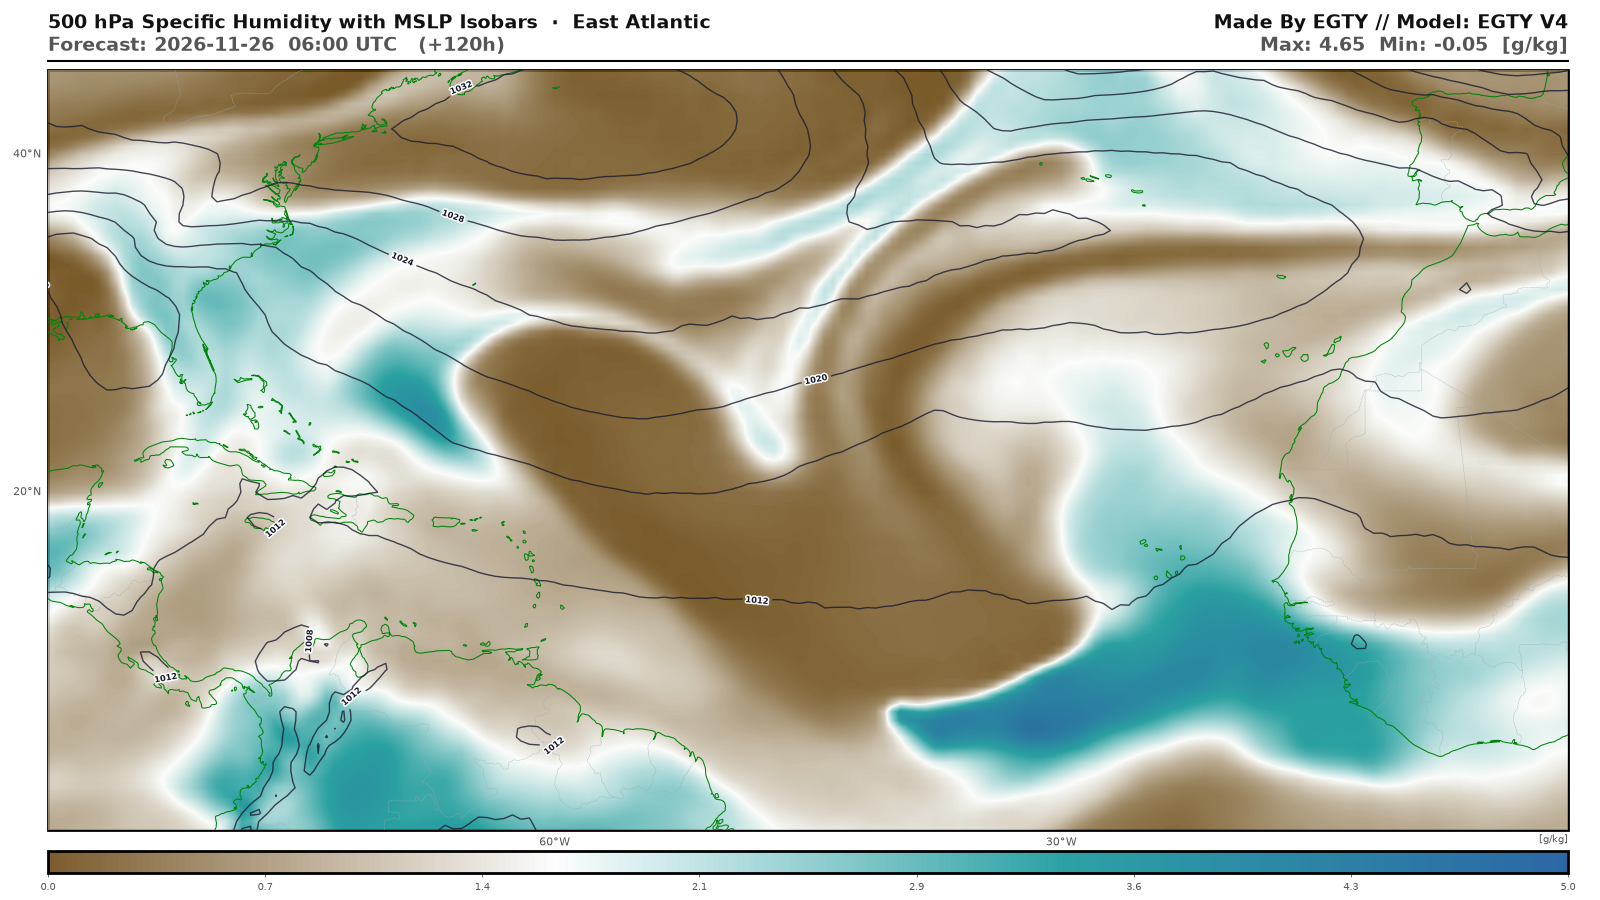 500 hPa Specific Humidity with MSLP Isobars · East Atlantic
Made By EGTY // Model: EGTY V4
Forecast: 2026-11-26 06:00 UTC (+120h)
Max: 4.65 Min: -0.05 [g/kg]
1032
40°N
1028
1024
1020
20°N
1012
1012
1008
1012
1012
1012
60°W
30°W
[g/kg]
0.0
0.7
1.4
2.1
2.9
3.6
4.3
5.0